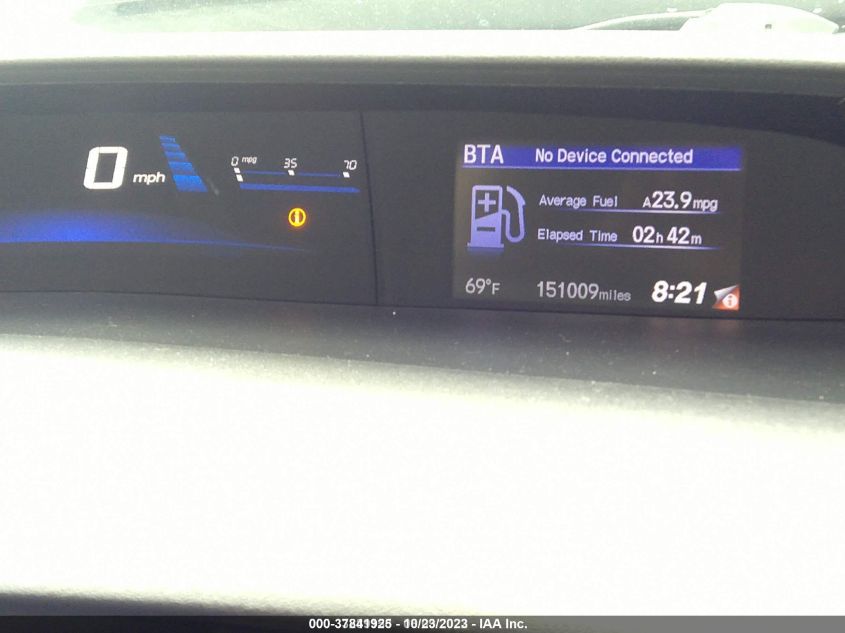 BTA No Device Connected
0 mph
0 mpg 35 70
Average Fuel A23.9mpg
Elapsed Time 02h 42m
69°F 151009miles 8:21
000-37841925 - 10/23/2023 - IAA Inc.